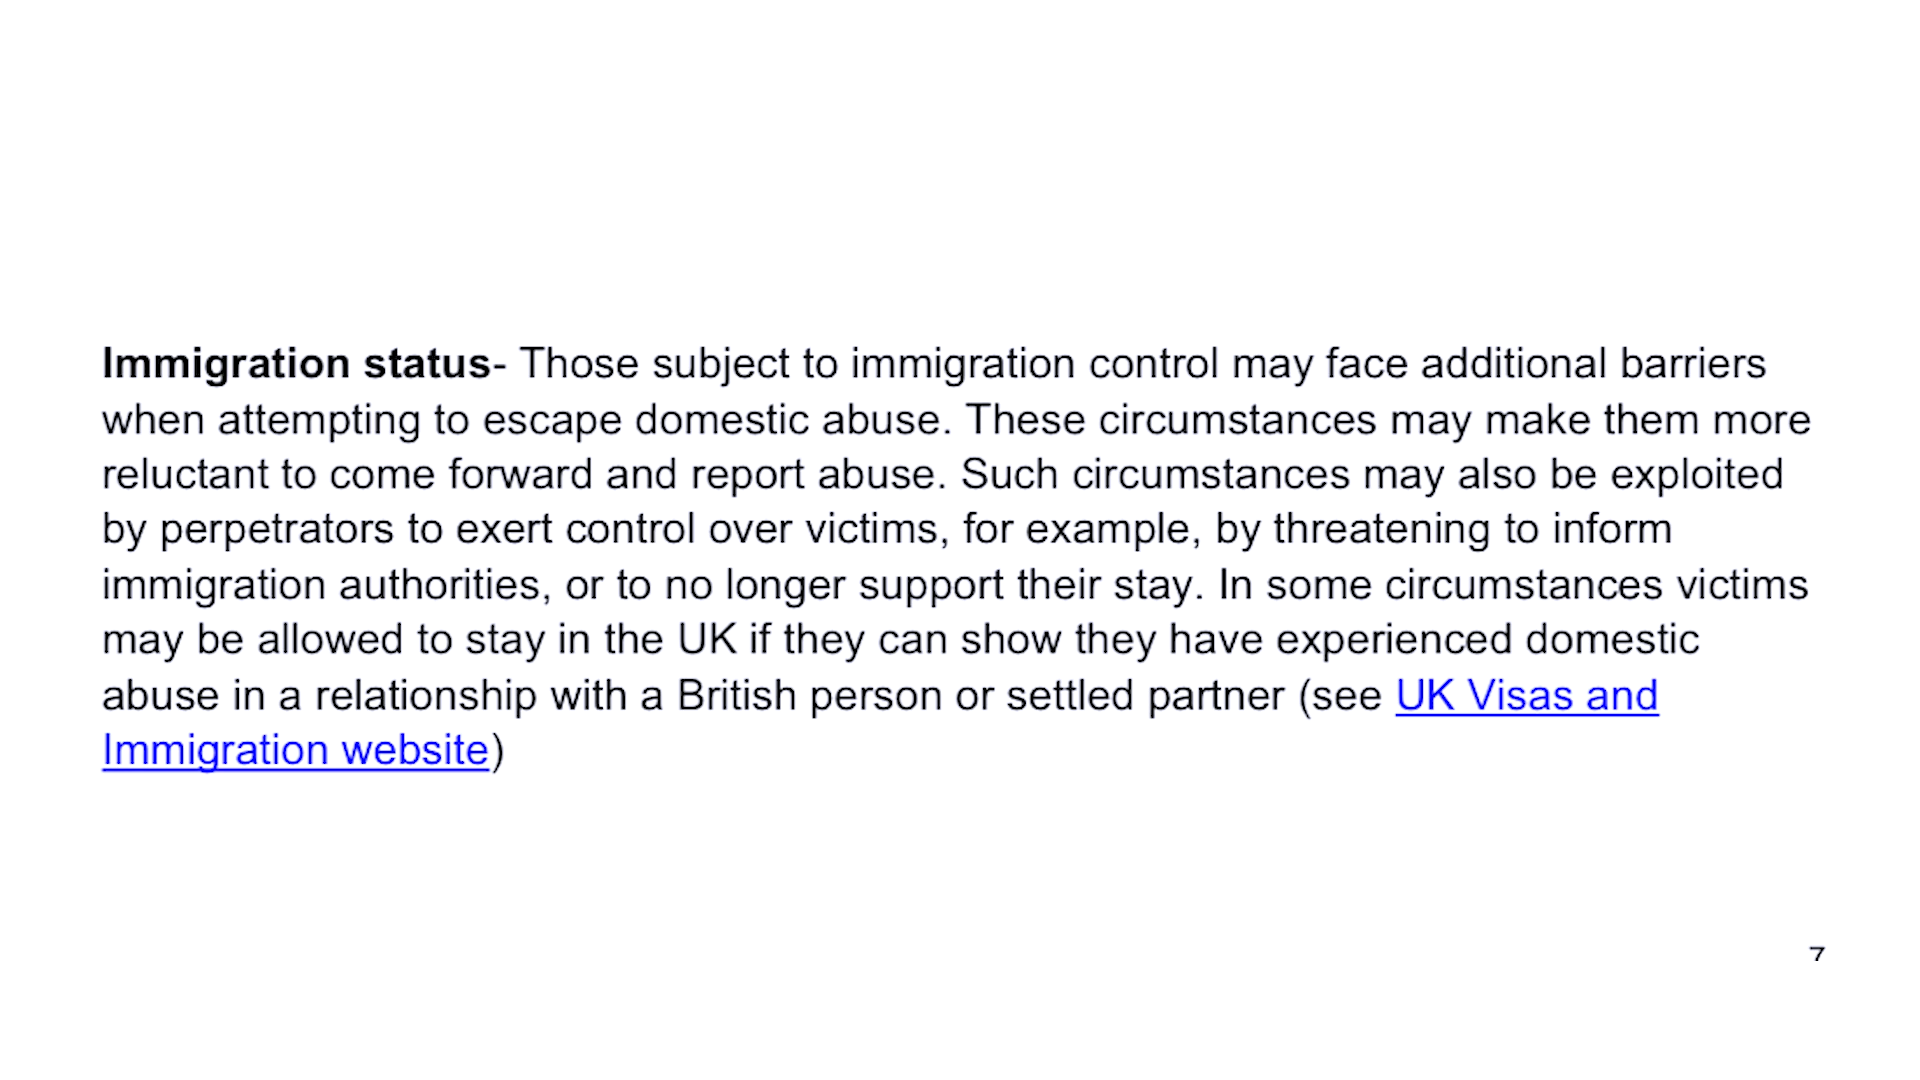 Immigration status- Those subject to immigration control may face additional barriers
when attempting to escape domestic abuse. These circumstances may make them more
reluctant to come forward and report abuse. Such circumstances may also be exploited
by perpetrators to exert control over victims, for example, by threatening to inform
immigration authorities, or to no longer support their stay. In some circumstances victims
may be allowed to stay in the UK if they can show they have experienced domestic
abuse in a relationship with a British person or settled partner (see UK Visas and
Immigration website)
7